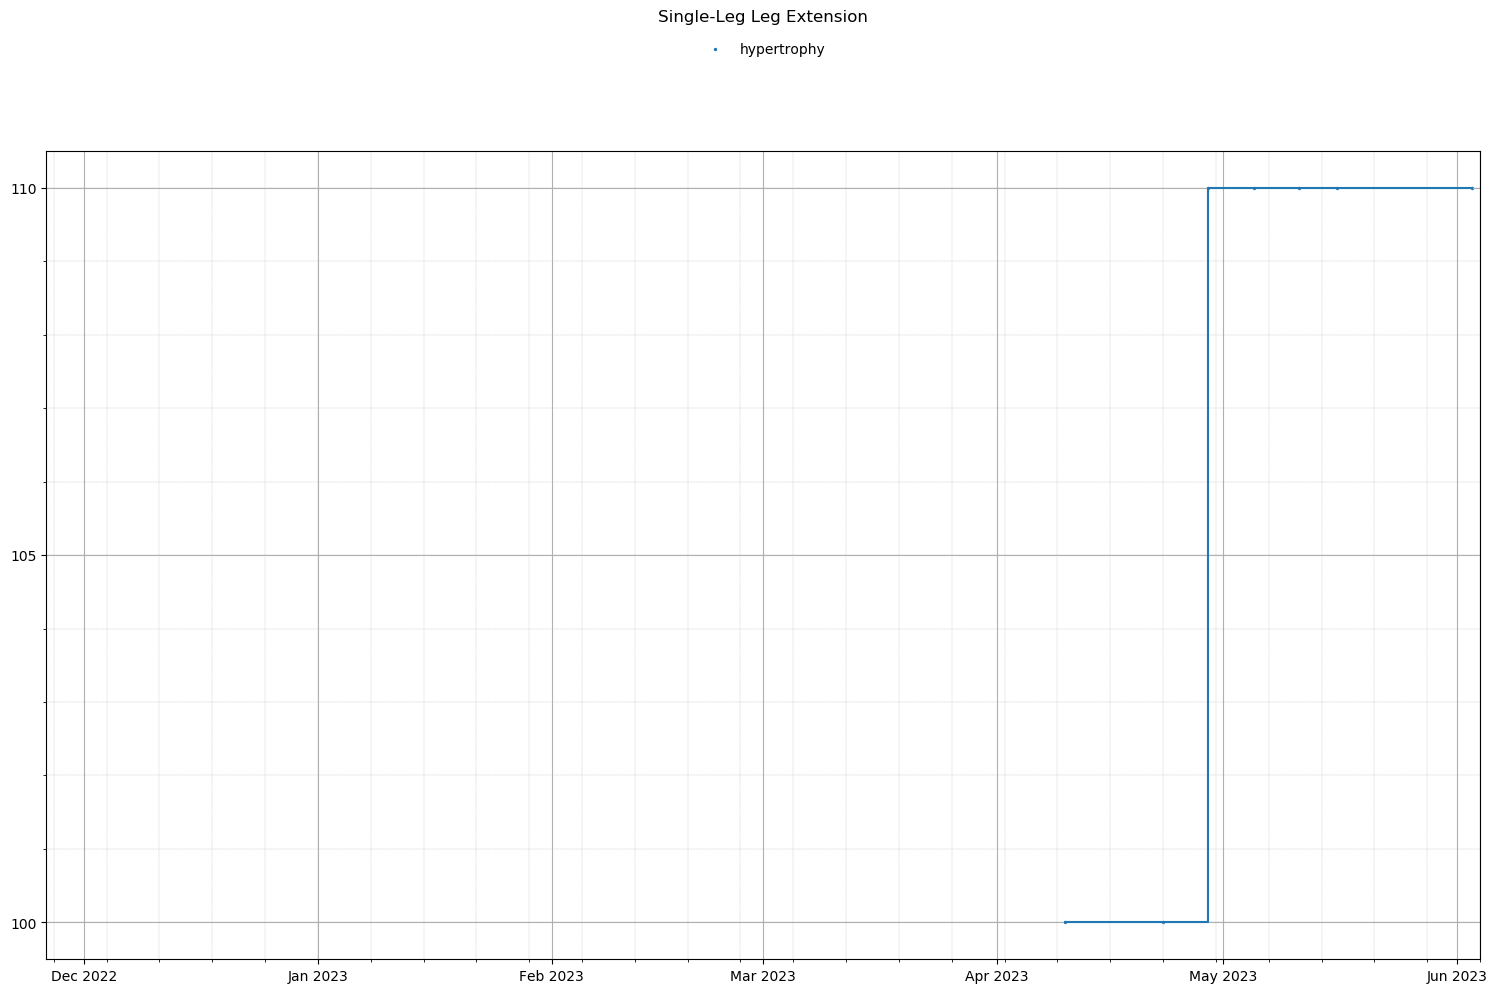 Single-Leg Leg Extension
hypertrophy
110
105
100
Dec 2022 Jan 2023 Feb 2023 Mar 2023 Apr 2023 May 2023 Jun 2023